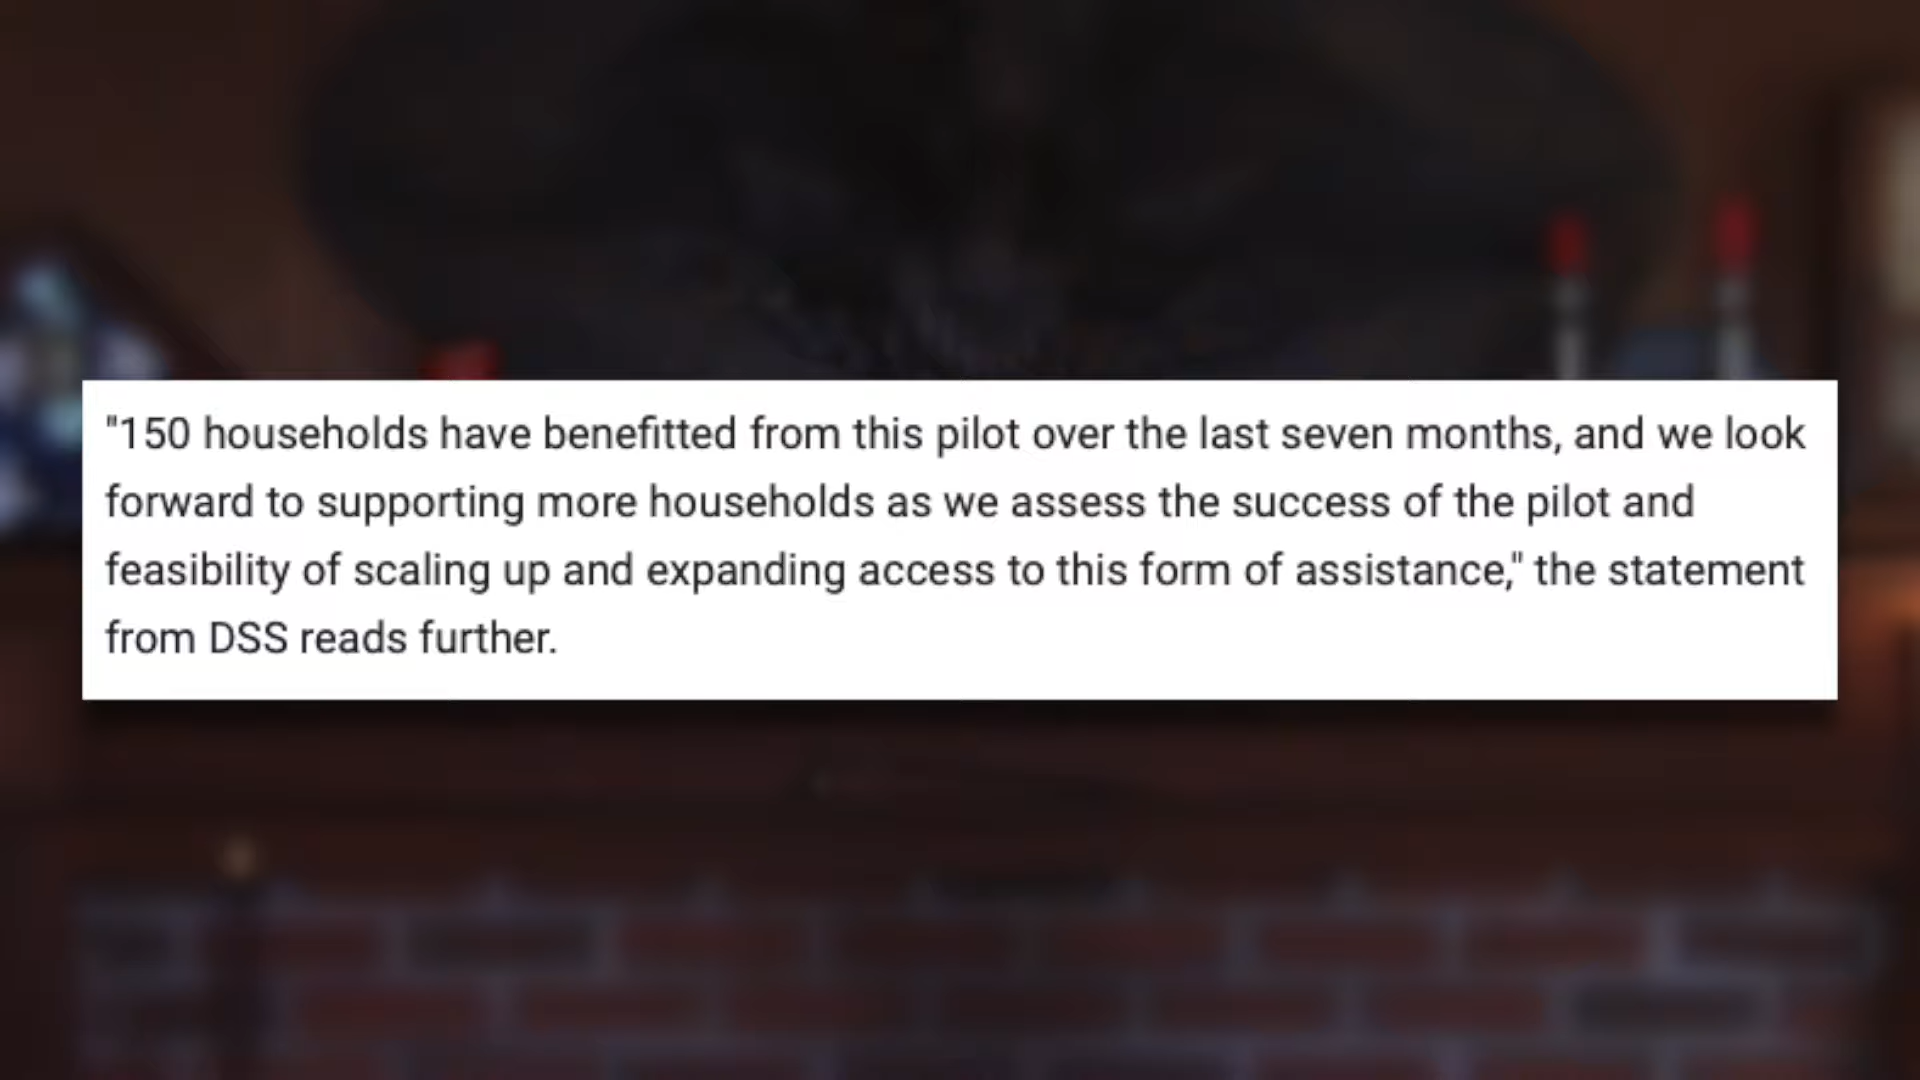 "150 households have benefitted from this pilot over the last seven months, and we look
forward to supporting more households as we assess the success of the pilot and
feasibility of scaling up and expanding access to this form of assistance," the statement
from DSS reads further.